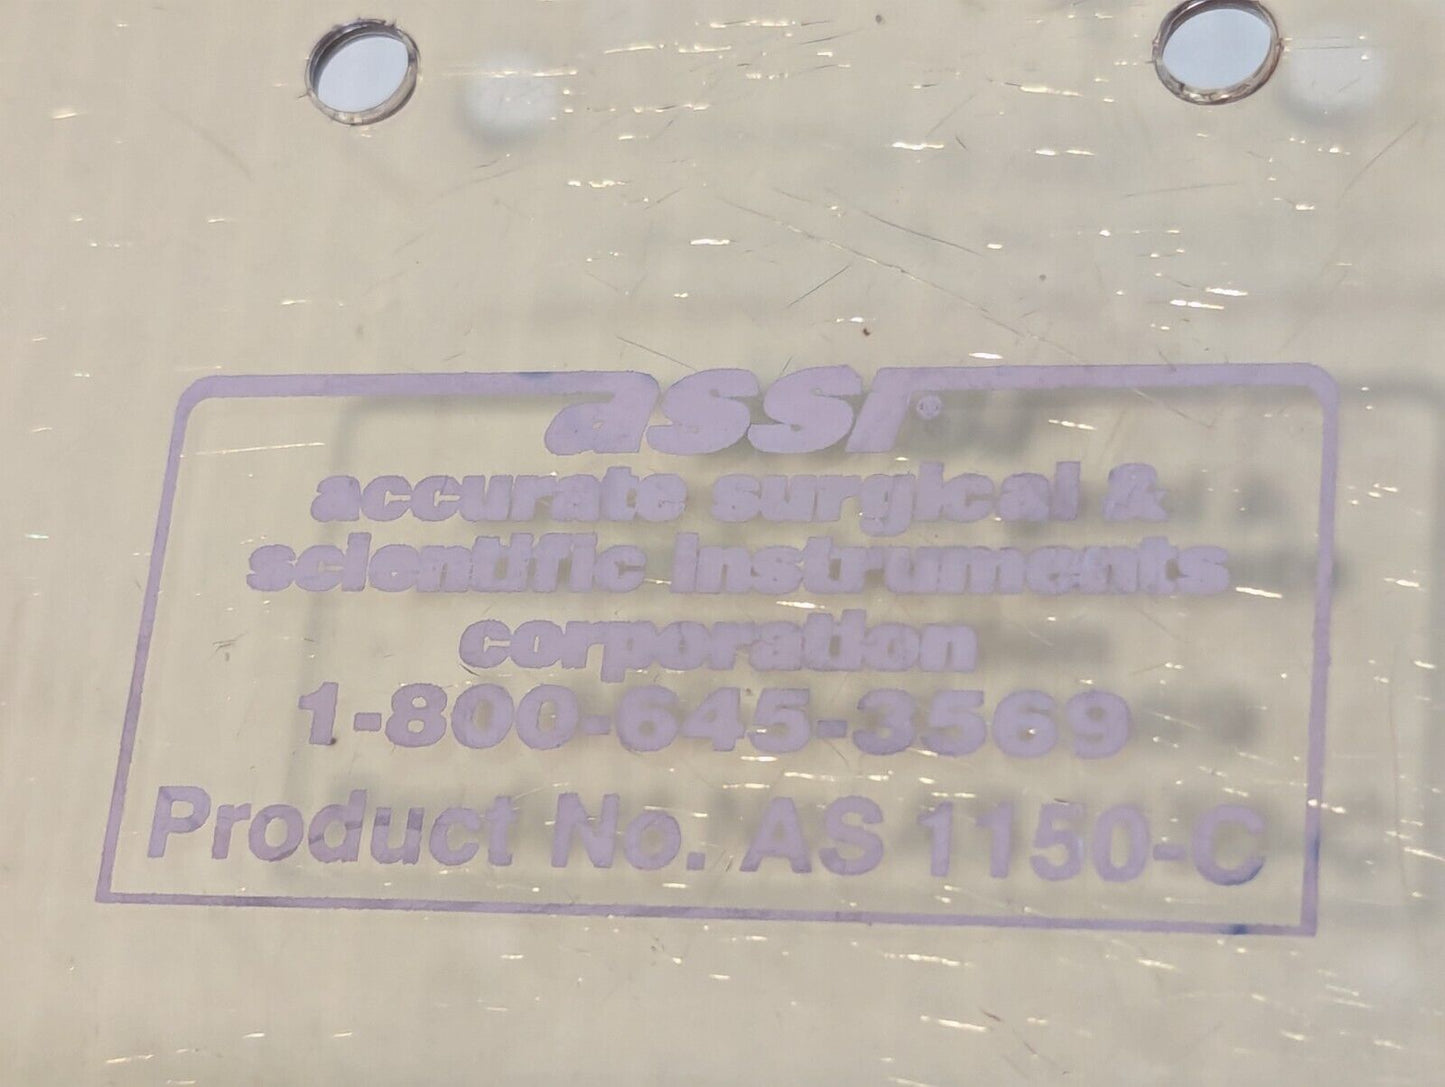 assi®
accurate surgical &
scientific instruments
corporation
1-800-645-3569
Product No. AS 1150-C